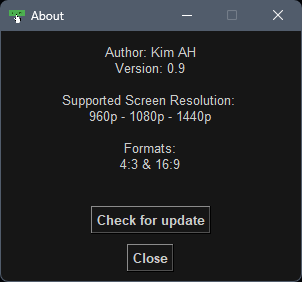 About
Author: Kim AH
Version: 0.9
Supported Screen Resolution:
960p - 1080p - 1440p
Formats:
4:3 & 16:9
Check for update
Close